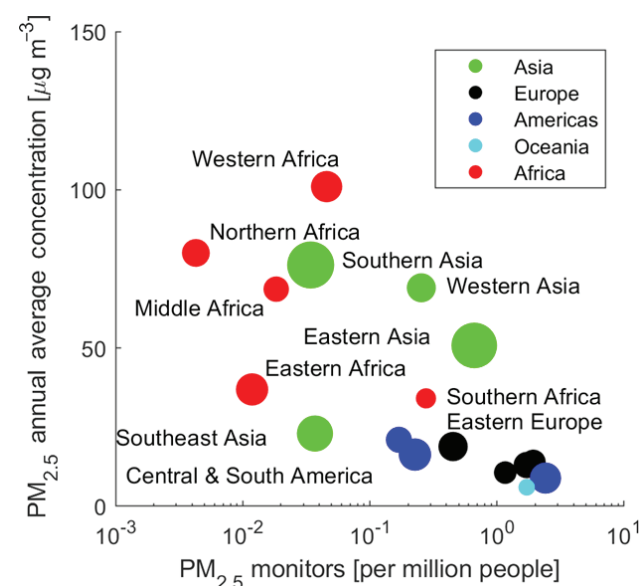 PM2.5 annual average concentration [μg m−3]
150
100
50
0
Asia
Europe
Americas
Oceania
Africa
Western Africa
Northern Africa
Southern Asia
Western Asia
Middle Africa
Eastern Asia
Eastern Africa
Southern Africa
Eastern Europe
Southeast Asia
Central & South America
10-3
10-2
10-1
100
101
PM2.5 monitors [per million people]